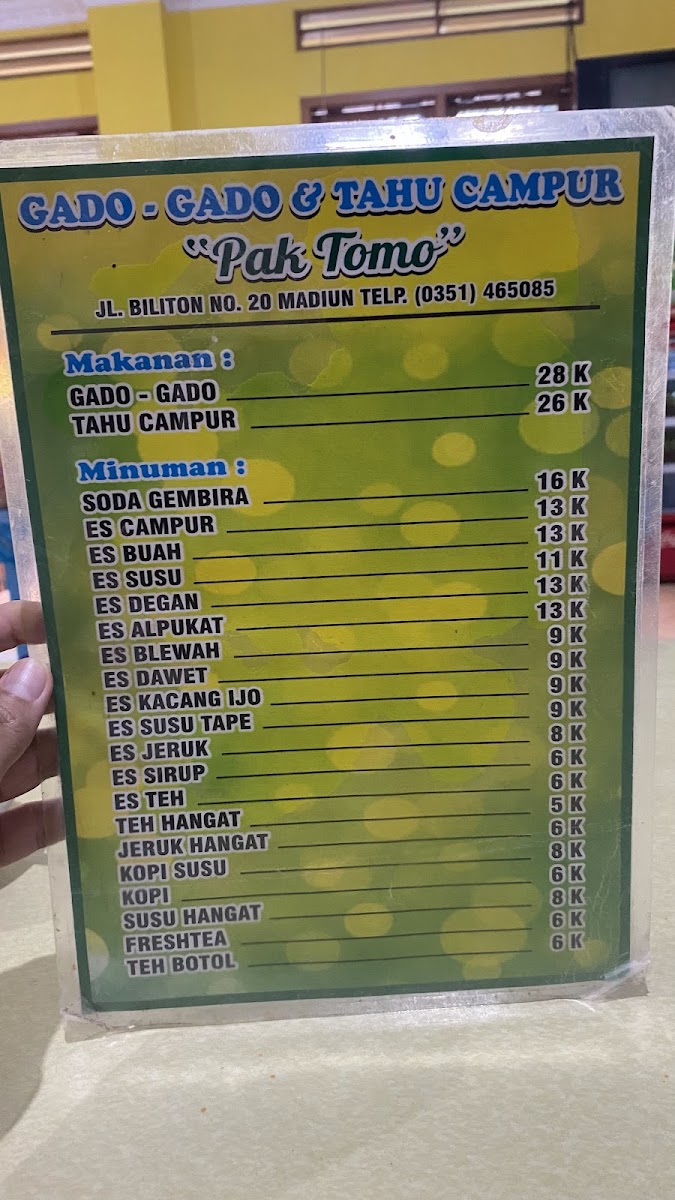 GADO - GADO & TAHU CAMPUR
"Pak Tomo"
JL. BILITON NO. 20 MADIUN TELP. (0351) 465085
Makanan :
GADO - GADO 28 K
TAHU CAMPUR 26 K
Minuman :
SODA GEMBIRA 16 K
ES CAMPUR 13 K
ES BUAH 13 K
ES SUSU 11 K
ES DEGAN 13 K
ES ALPUKAT 13 K
ES BLEWAH 9 K
ES DAWET 9 K
ES KACANG IJO 9 K
ES SUSU TAPE 9 K
ES JERUK 8 K
ES SIRUP 6 K
ES TEH 6 K
TEH HANGAT 5 K
JERUK HANGAT 6 K
KOPI SUSU 8 K
KOPI 6 K
SUSU HANGAT 8 K
FRESHTEA 6 K
TEH BOTOL 6 K